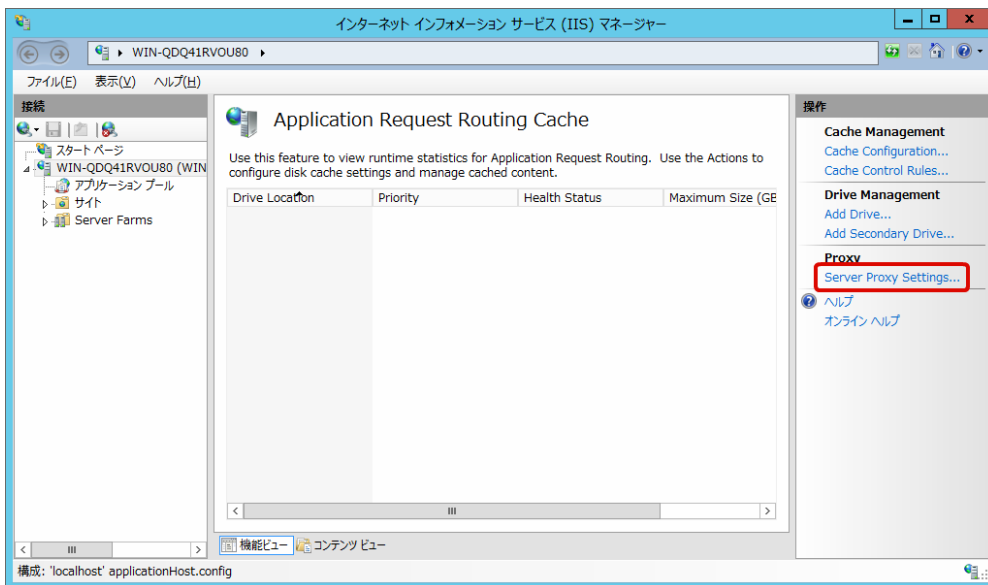 インターネット インフォメーション サービス (IIS) マネージャー
WIN-QDQ41RVOU80
ファイル(F) 表示(V) ヘルプ(H)
接続
スタート ページ
WIN-QDQ41RVOU80 (WIN
アプリケーション プール
サイト
Server Farms
Application Request Routing Cache
Use this feature to view runtime statistics for Application Request Routing. Use the Actions to
configure disk cache settings and manage cached content.
Drive Location Priority Health Status Maximum Size (GB
機能ビュー コンテンツ ビュー
操作
Cache Management
Cache Configuration...
Cache Control Rules...
Drive Management
Add Drive...
Add Secondary Drive...
Proxy
Server Proxy Settings...
ヘルプ
オンライン ヘルプ
構成: 'localhost' applicationHost.config